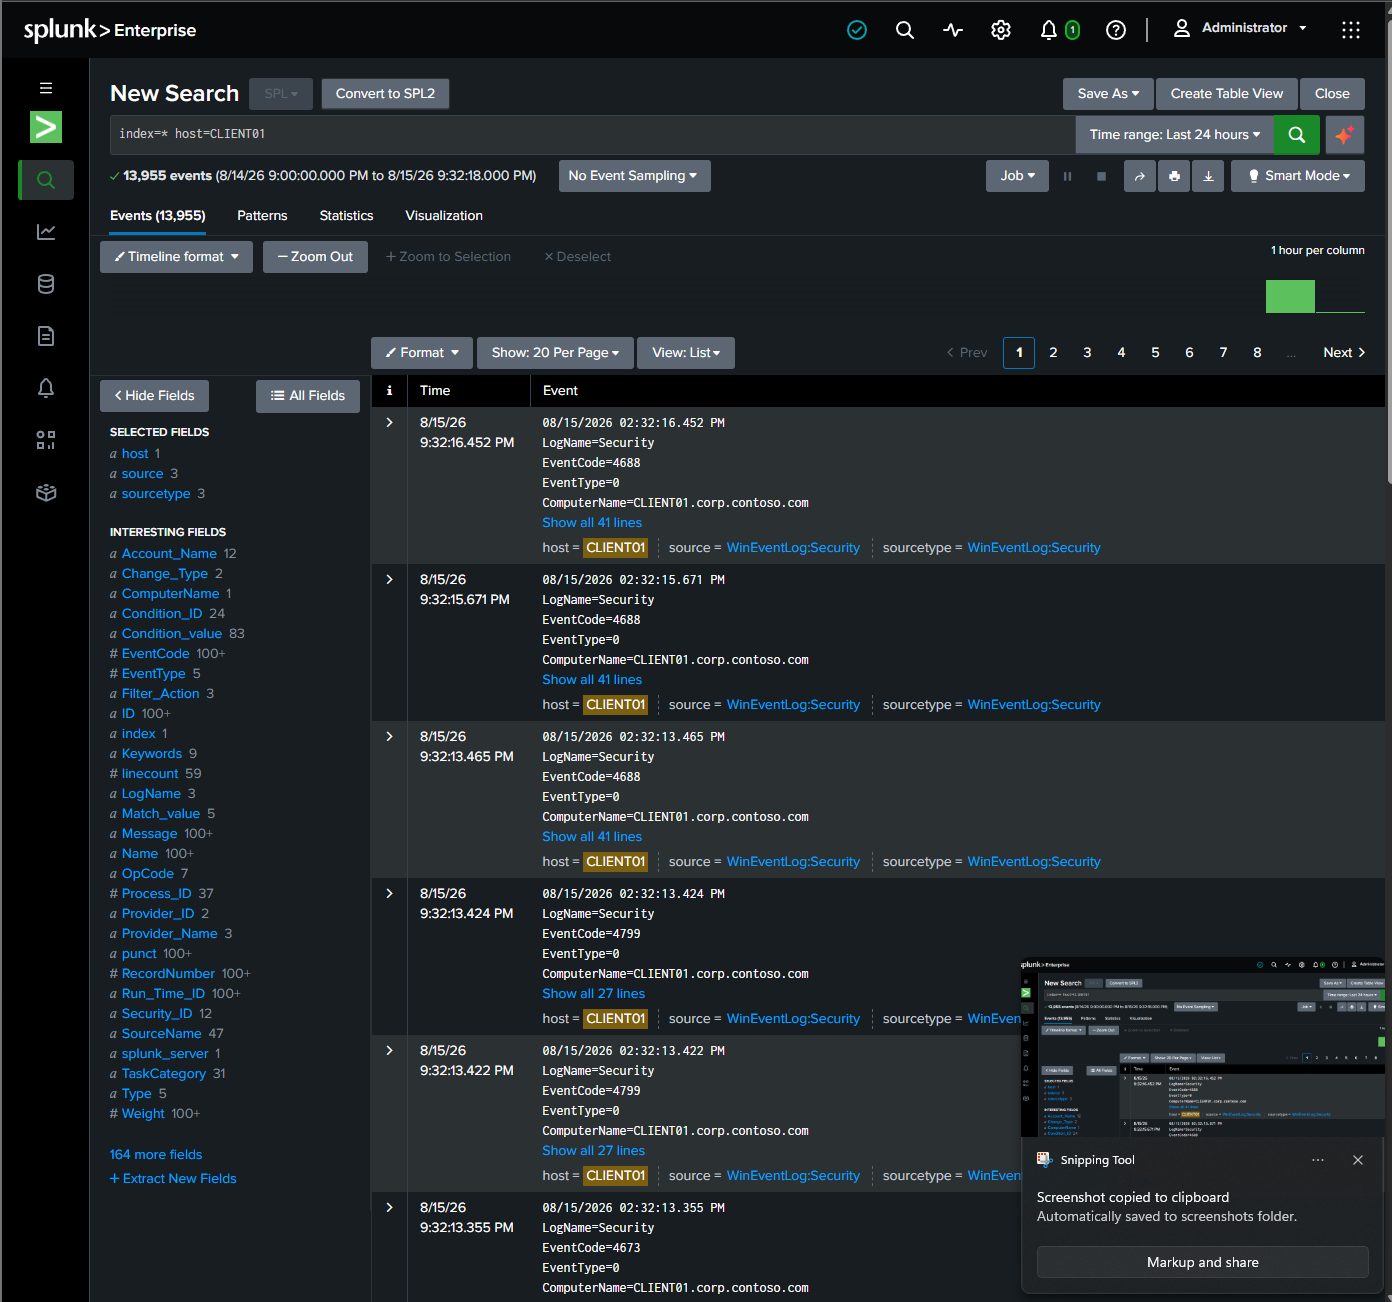 splunk> Enterprise
1
Administrator
New Search
SPL
Convert to SPL2
Save As
Create Table View
Close
index=* host=CLIENT01
Time range: Last 24 hours
13,955 events (8/14/26 9:00:00.000 PM to 8/15/26 9:32:18.000 PM)
No Event Sampling
Job
Smart Mode
Events (13,955)
Patterns
Statistics
Visualization
Timeline format
— Zoom Out
+ Zoom to Selection
× Deselect
1 hour per column
Format
Show: 20 Per Page
View: List
< Prev
1
2
3
4
5
6
7
8
...
Next >
< Hide Fields
All Fields
SELECTED FIELDS
a host 1
a source 3
a sourcetype 3
INTERESTING FIELDS
a Account_Name 12
a Change_Type 2
a ComputerName 1
a Condition_ID 24
a Condition_value 83
# EventCode 100+
# EventType 5
a Filter_Action 3
a ID 100+
a index 1
a Keywords 9
# linecount 59
a LogName 3
a Match_value 5
a Message 100+
a Name 100+
a OpCode 7
# Process_ID 37
a Provider_ID 2
a Provider_Name 3
a punct 100+
# RecordNumber 100+
a Run_Time_ID 100+
a Security_ID 12
a SourceName 47
a splunk_server 1
a TaskCategory 31
a Type 5
# Weight 100+
164 more fields
+ Extract New Fields
i
Time
Event
8/15/26
9:32:16.452 PM
08/15/2026 02:32:16.452 PM
LogName=Security
EventCode=4688
EventType=0
ComputerName=CLIENT01.corp.contoso.com
Show all 41 lines
host = CLIENT01 source = WinEventLog:Security sourcetype = WinEventLog:Security
8/15/26
9:32:15.671 PM
08/15/2026 02:32:15.671 PM
LogName=Security
EventCode=4688
EventType=0
ComputerName=CLIENT01.corp.contoso.com
Show all 41 lines
host = CLIENT01 source = WinEventLog:Security sourcetype = WinEventLog:Security
8/15/26
9:32:13.465 PM
08/15/2026 02:32:13.465 PM
LogName=Security
EventCode=4688
EventType=0
ComputerName=CLIENT01.corp.contoso.com
Show all 41 lines
host = CLIENT01 source = WinEventLog:Security sourcetype = WinEventLog:Security
8/15/26
9:32:13.424 PM
08/15/2026 02:32:13.424 PM
LogName=Security
EventCode=4799
EventType=0
ComputerName=CLIENT01.corp.contoso.com
Show all 27 lines
host = CLIENT01 source = WinEventLog:Security sourcetype = WinEven
8/15/26
9:32:13.422 PM
08/15/2026 02:32:13.422 PM
LogName=Security
EventCode=4799
EventType=0
ComputerName=CLIENT01.corp.contoso.com
Show all 27 lines
host = CLIENT01 source = WinEventLog:Security sourcetype = WinEven
8/15/26
9:32:13.355 PM
08/15/2026 02:32:13.355 PM
LogName=Security
EventCode=4673
EventType=0
ComputerName=CLIENT01.corp.contoso.com
Snipping Tool
Screenshot copied to clipboard
Automatically saved to screenshots folder.
Markup and share